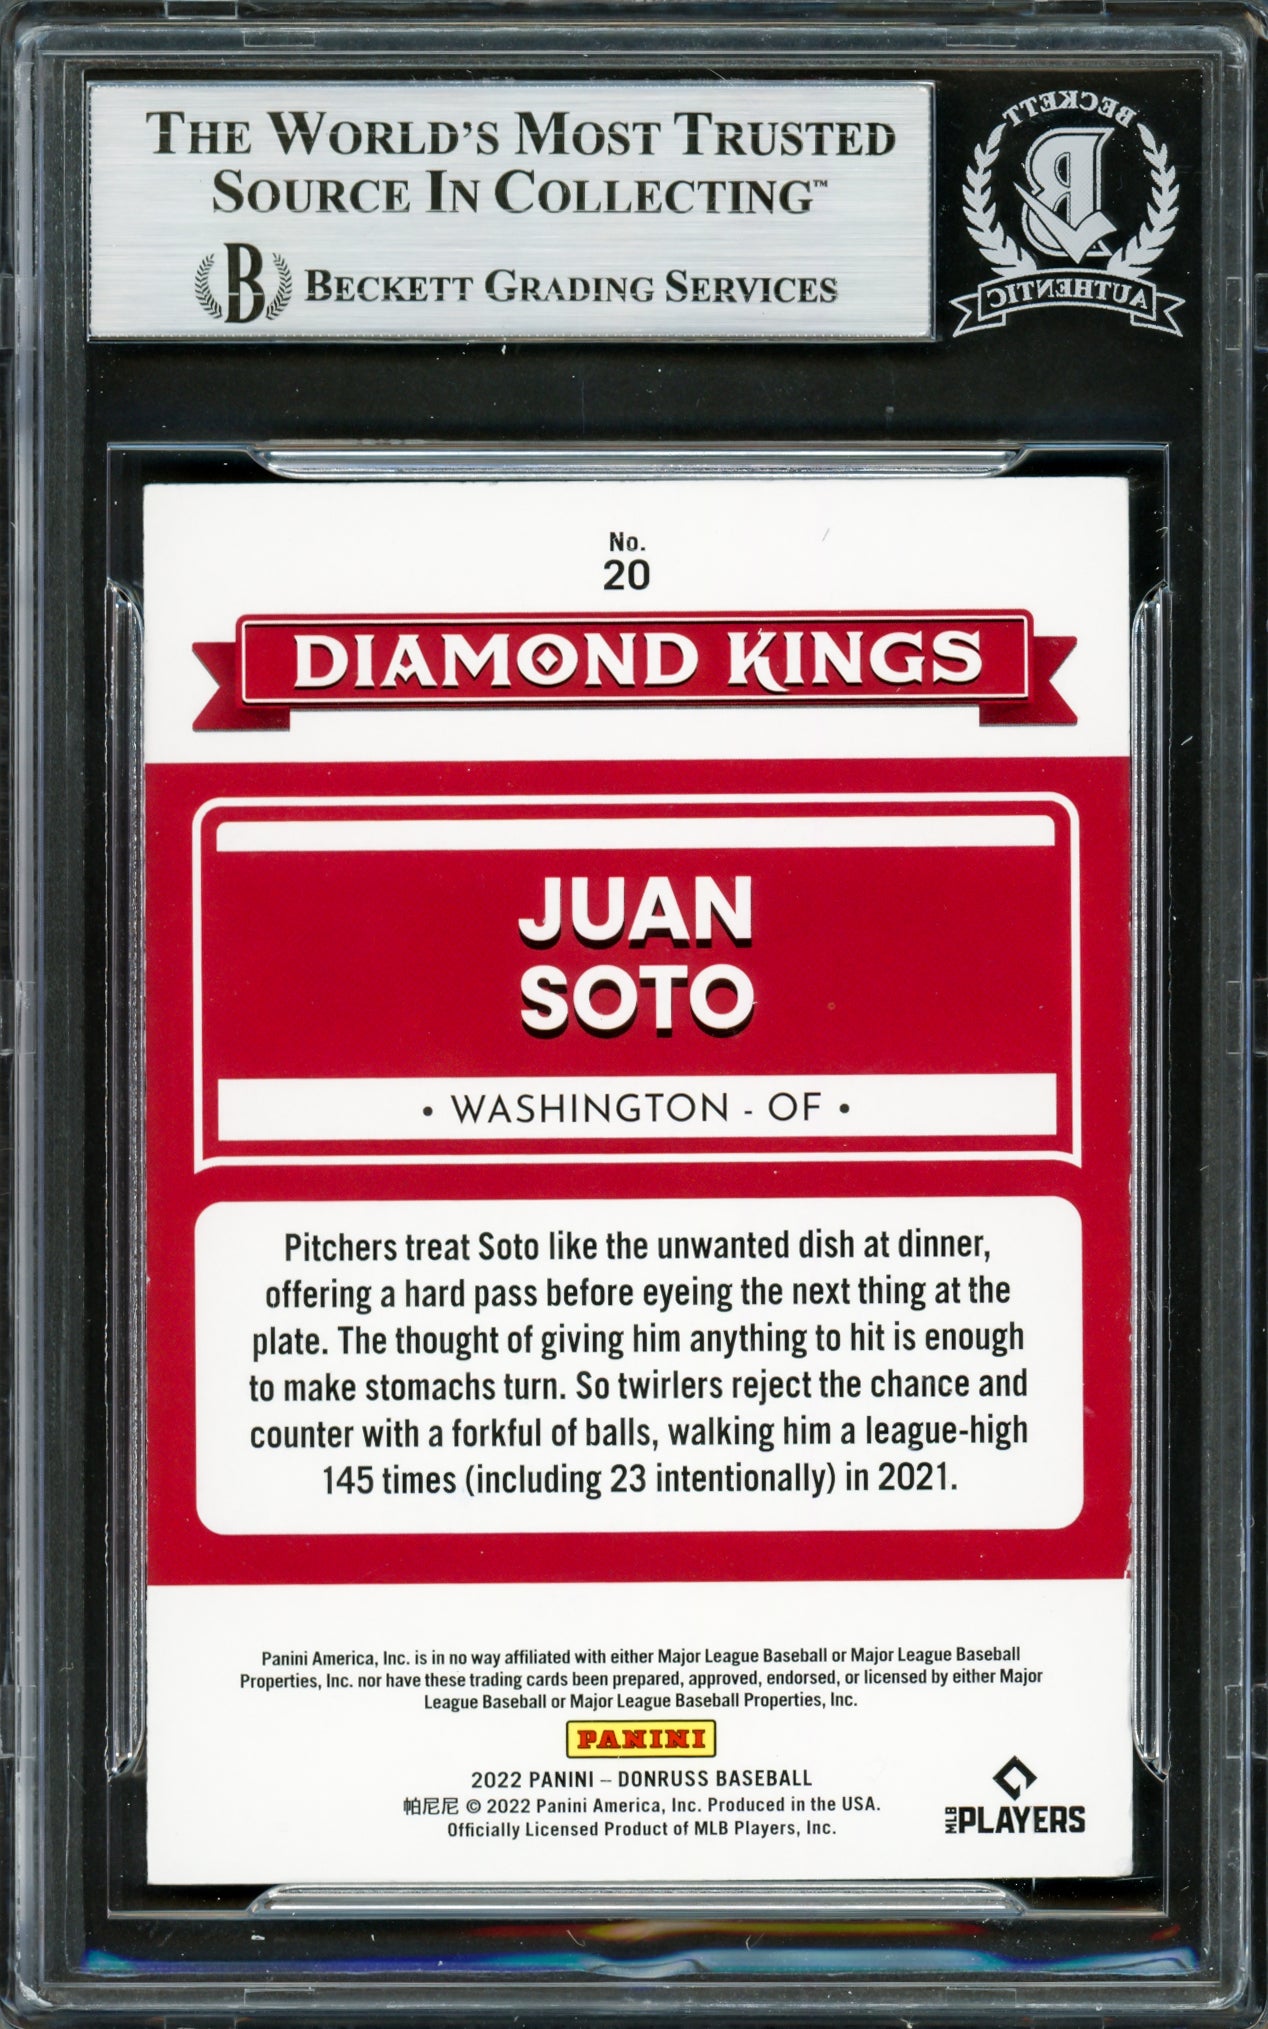 THE WORLD'S MOST TRUSTED
SOURCE IN COLLECTING™
B BECKETT GRADING SERVICES
BECKETT
B
AUTHENTIC
No.
20
DIAMOND KINGS
JUAN
SOTO
• WASHINGTON - OF •
Pitchers treat Soto like the unwanted dish at dinner,
offering a hard pass before eyeing the next thing at the
plate. The thought of giving him anything to hit is enough
to make stomachs turn. So twirlers reject the chance and
counter with a forkful of balls, walking him a league-high
145 times (including 23 intentionally) in 2021.
Panini America, Inc. is in no way affiliated with either Major League Baseball or Major League Baseball
Properties, Inc. nor have these trading cards been prepared, approved, endorsed, or licensed by either Major
League Baseball or Major League Baseball Properties, Inc.
PANINI
2022 PANINI – DONRUSS BASEBALL
帕尼尼 © 2022 Panini America, Inc. Produced in the USA.
Officially Licensed Product of MLB Players, Inc.
MLB PLAYERS